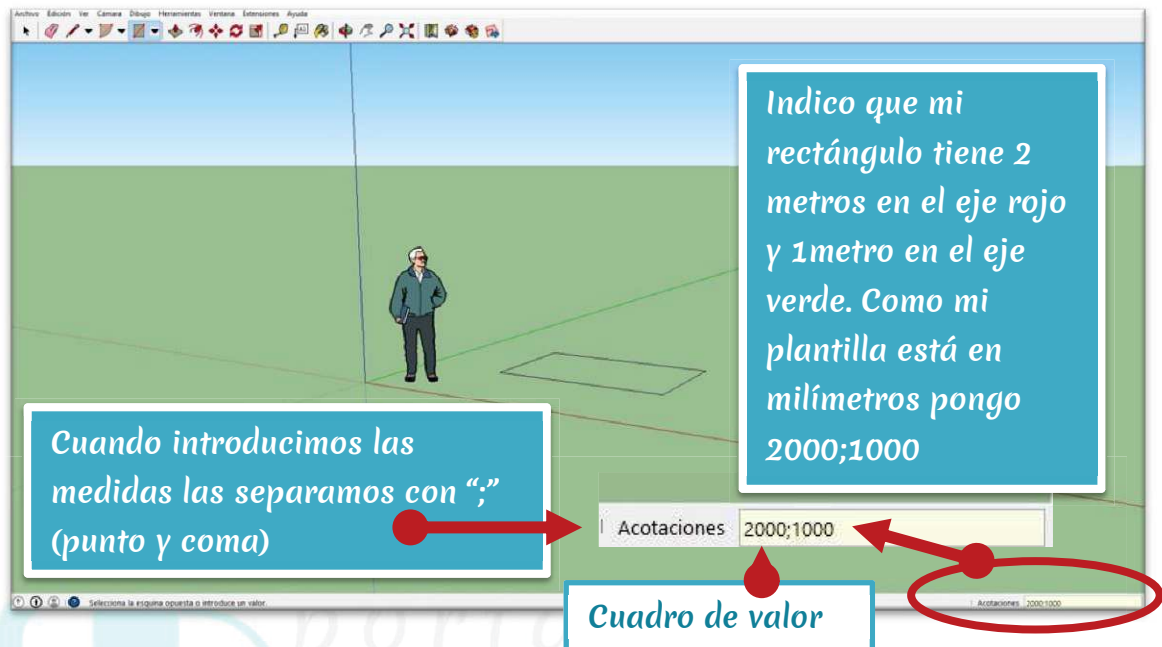 Archivo Edición Ver Cámara Dibujo Herramientas Ventana Extensiones Ayuda
Indico que mi
rectángulo tiene 2
metros en el eje rojo
y 1metro en el eje
verde. Como mi
plantilla está en
milímetros pongo
2000;1000
Cuando introducimos las
medidas las separamos con “;”
(punto y coma)
Acotaciones 2000;1000
Cuadro de valor
Selecciona la esquina opuesta o introduce un valor.
Acotaciones 2000;1000